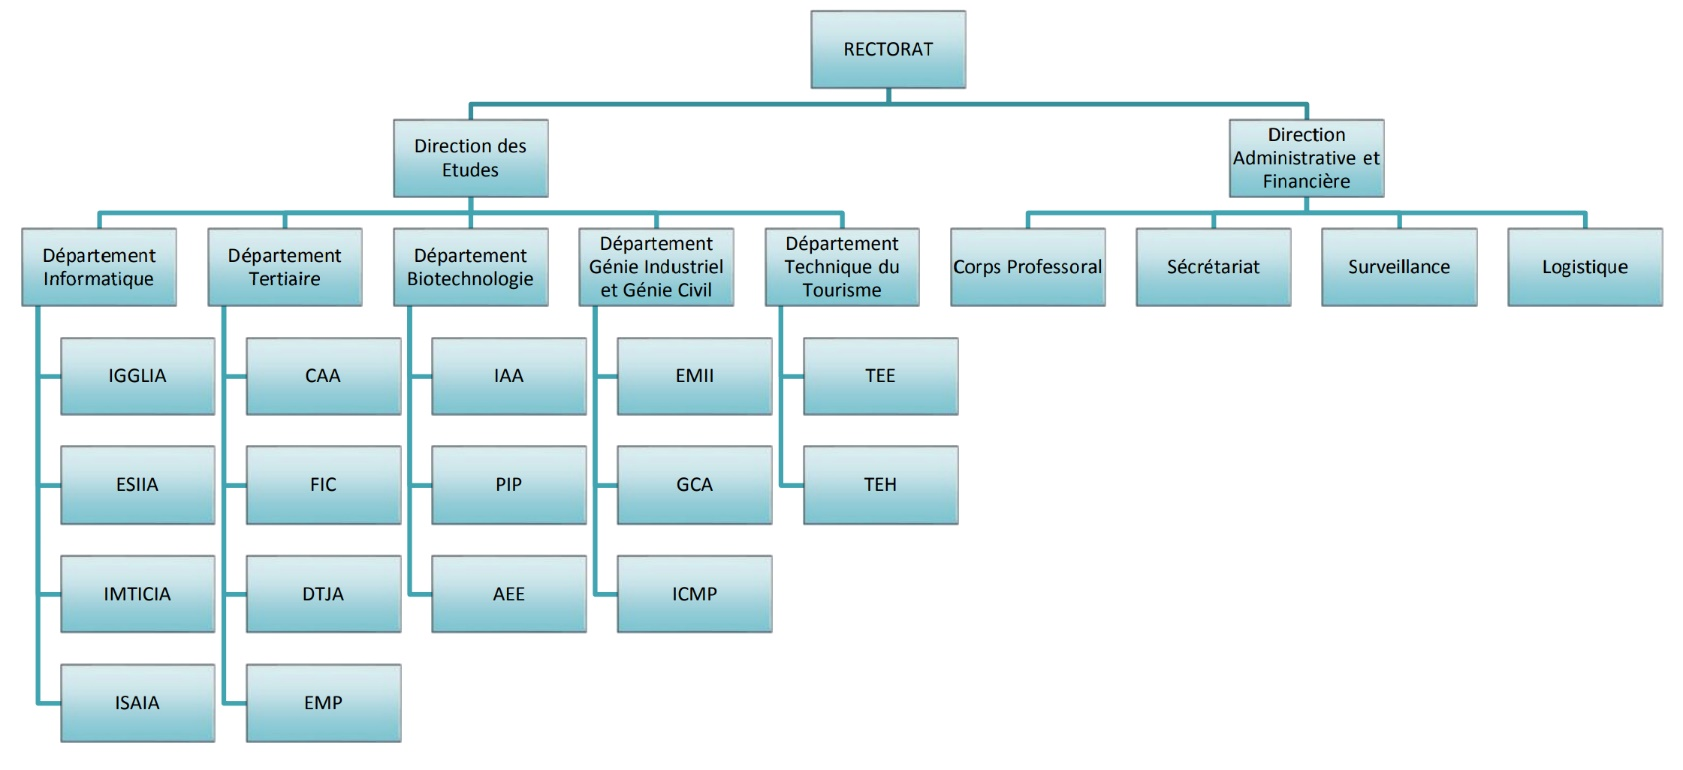 RECTORAT
Direction des
Etudes
Direction
Administrative et
Financière
Département
Informatique
Département
Tertiaire
Département
Biotechnologie
Département
Génie Industriel
et Génie Civil
Département
Technique du
Tourisme
Corps Professoral
Sécrétariat
Surveillance
Logistique
IGGLIA
CAA
IAA
EMII
TEE
ESIIA
FIC
PIP
GCA
TEH
IMTICIA
DTJA
AEE
ICMP
ISAIA
EMP